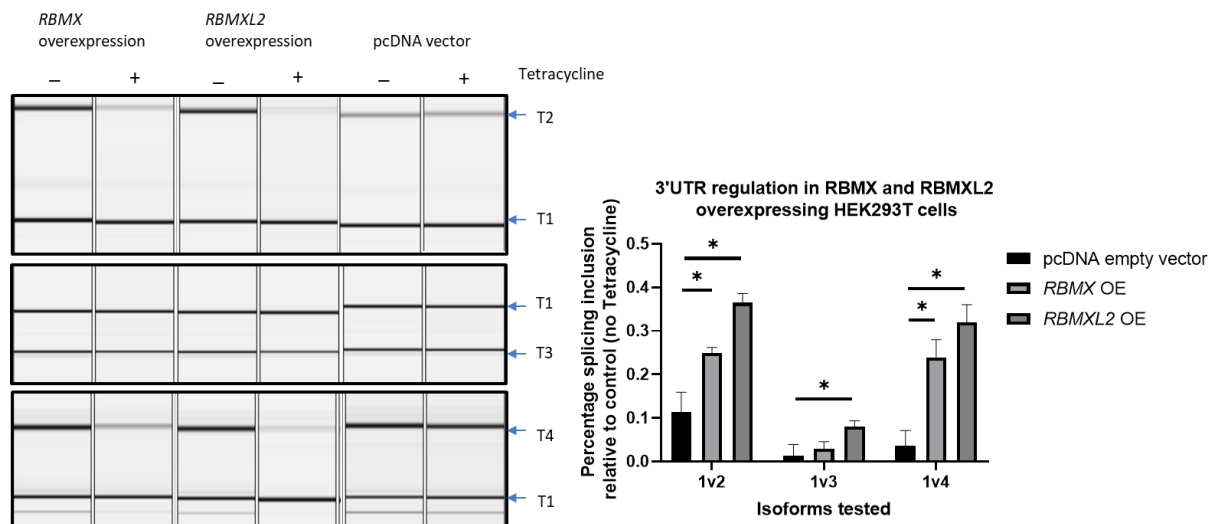 RBMX
overexpression
RBMXL2
overexpression
pcDNA vector
– + – + – + Tetracycline
T2
T1
T1
T3
T4
T1
3'UTR regulation in RBMX and RBMXL2
overexpressing HEK293T cells
Percentage splicing inclusion
relative to control (no Tetracycline)
0.5
0.4
0.3
0.2
0.1
0.0
* *
*
* *
1v2 1v3 1v4
Isoforms tested
pcDNA empty vector
RBMX OE
RBMXL2 OE